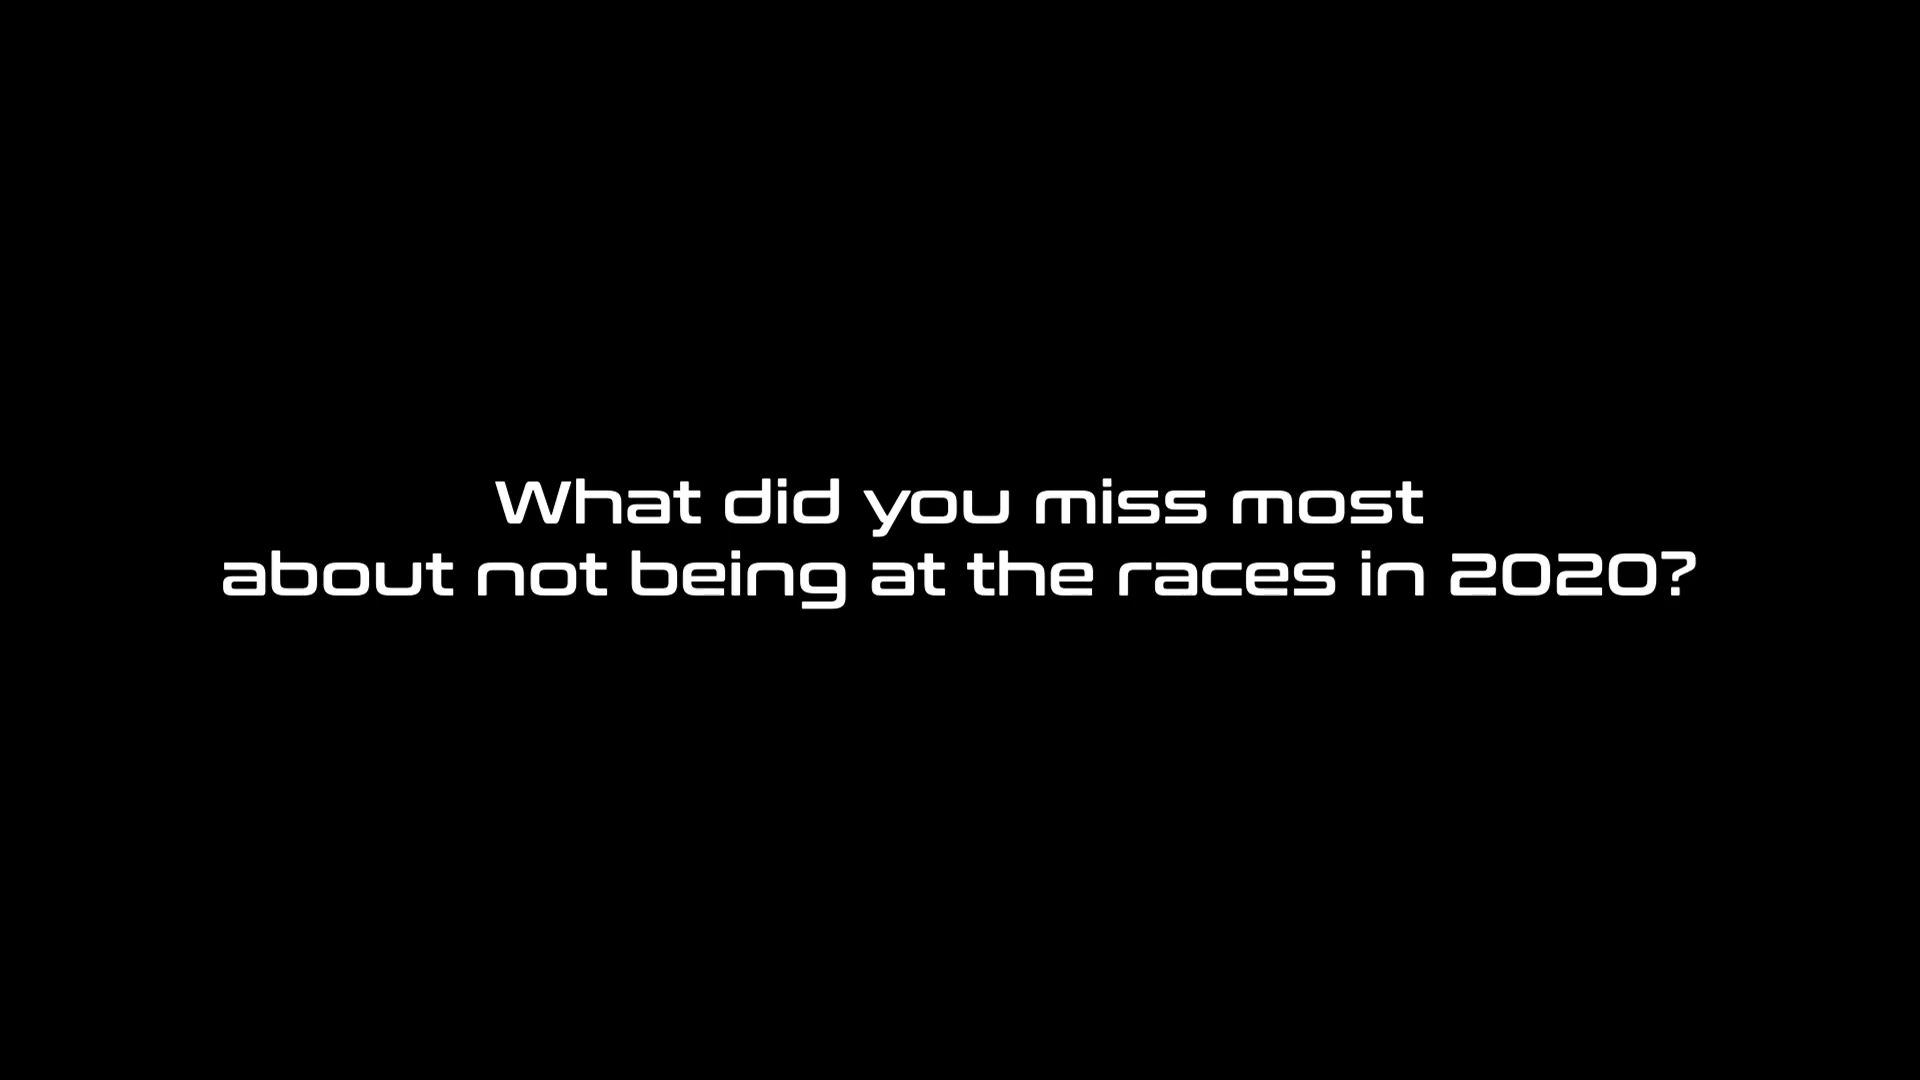 What did you miss most
about not being at the races in 2020?